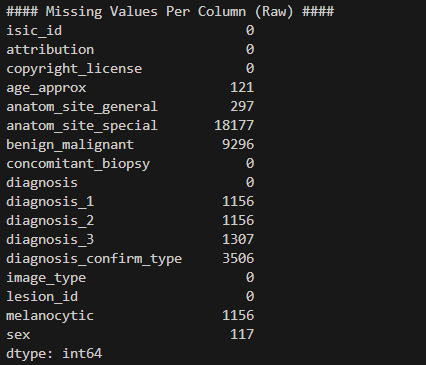 #### Missing Values Per Column (Raw) ####
isic_id                      0
attribution                  0
copyright_license            0
age_approx                 121
anatom_site_general        297
anatom_site_special      18177
benign_malignant          9296
concomitant_biopsy           0
diagnosis                    0
diagnosis_1               1156
diagnosis_2               1156
diagnosis_3               1307
diagnosis_confirm_type    3506
image_type                   0
lesion_id                    0
melanocytic               1156
sex                        117
dtype: int64